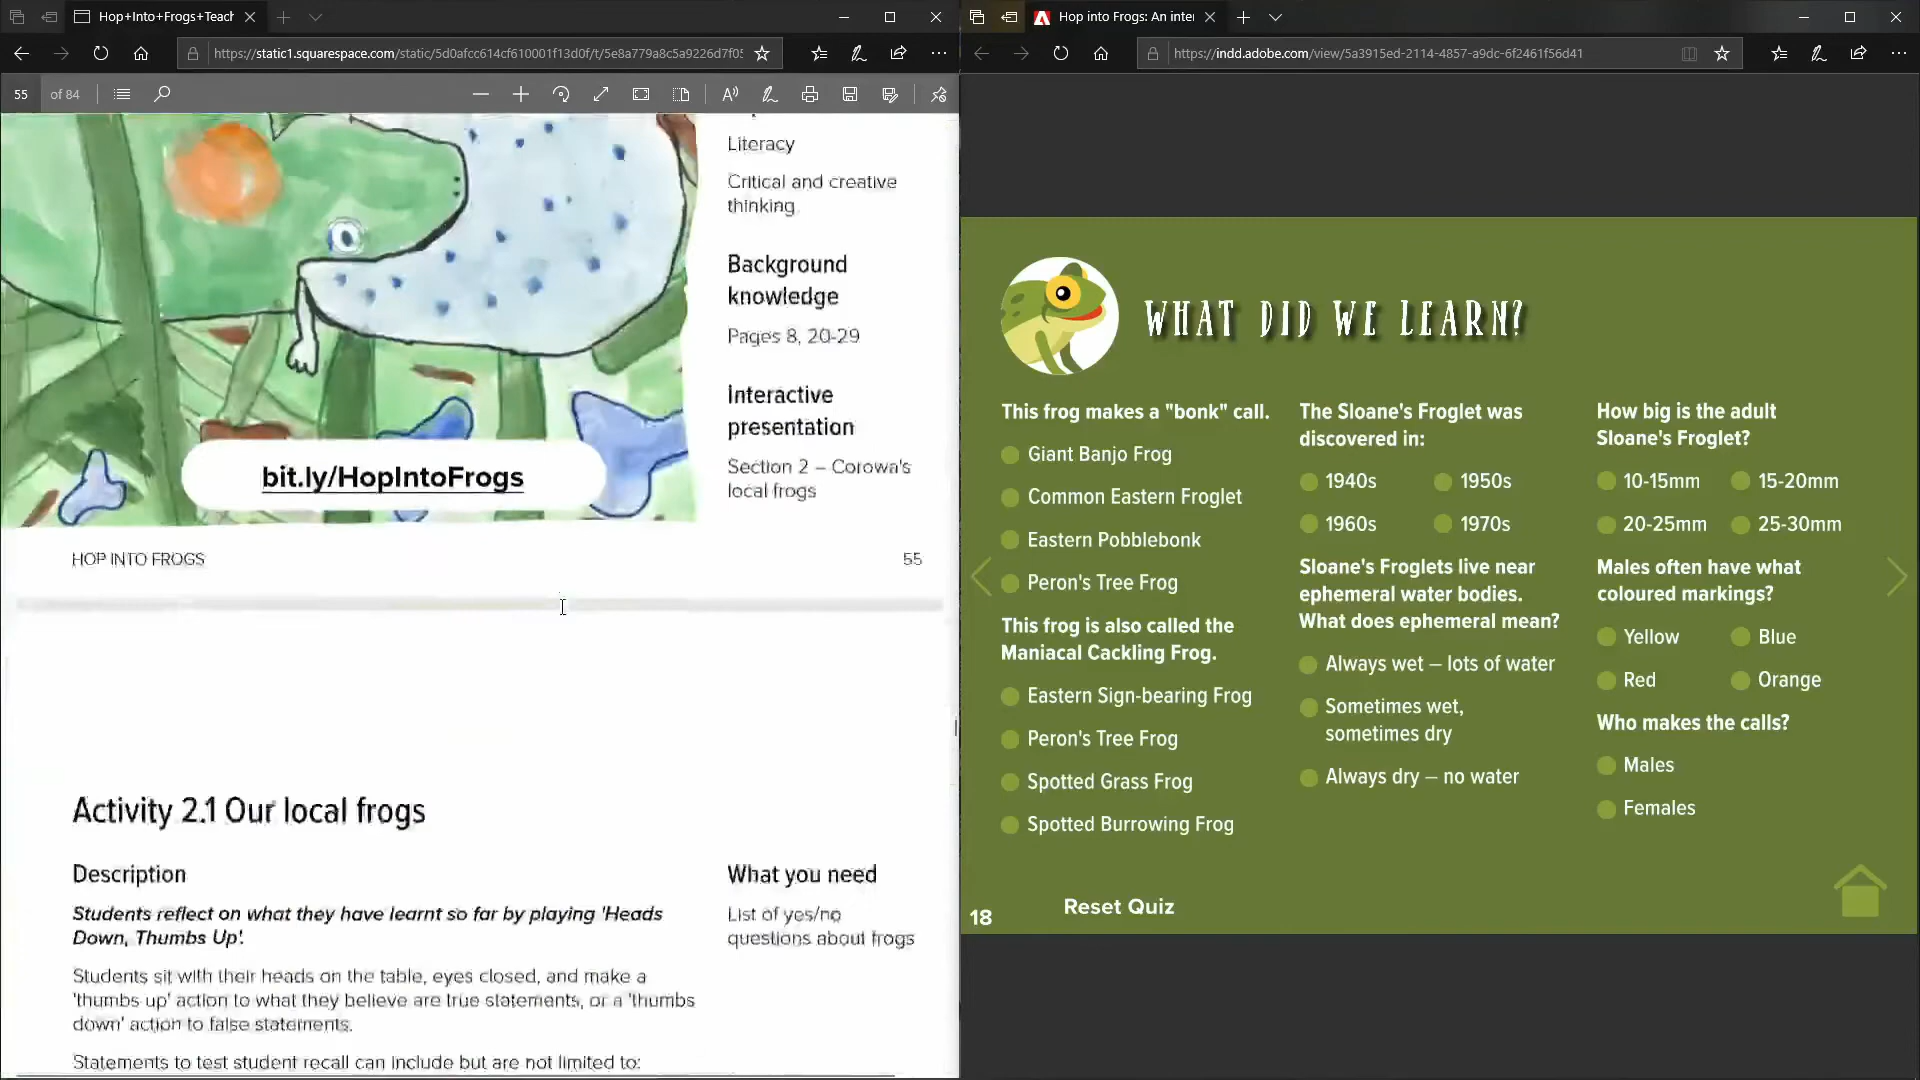 Hop+Into+Frogs+Teach
https://static1.squarespace.com/static/5d0afcc614cf610001f13d0f/t/5e8a779a8c5a9226d7f05
55 of 84
Literacy
Critical and creative
thinking
Background
knowledge
Pages 8, 20-29
Interactive
presentation
Section 2 – Corowa's
local frogs
bit.ly/HopIntoFrogs
HOP INTO FROGS
55
Activity 2.1 Our local frogs
Description
Students reflect on what they have learnt so far by playing 'Heads
Down, Thumbs Up'.
Students sit with their heads on the table, eyes closed, and make a
'thumbs up' action to what they believe are true statements, or a 'thumbs
down' action to false statements.
Statements to test student recall can include but are not limited to:
What you need
List of yes/no
questions about frogs
Hop into Frogs: An inter
https://indd.adobe.com/view/5a3915ed-2114-4857-a9dc-6f2461f56d41
WHAT DID WE LEARN?
This frog makes a "bonk" call.
Giant Banjo Frog
Common Eastern Froglet
Eastern Pobblebonk
Peron's Tree Frog
This frog is also called the
Maniacal Cackling Frog.
Eastern Sign-bearing Frog
Peron's Tree Frog
Spotted Grass Frog
Spotted Burrowing Frog
The Sloane's Froglet was
discovered in:
1940s 1950s
1960s 1970s
Sloane's Froglets live near
ephemeral water bodies.
What does ephemeral mean?
Always wet – lots of water
Sometimes wet,
sometimes dry
Always dry – no water
How big is the adult
Sloane's Froglet?
10-15mm 15-20mm
20-25mm 25-30mm
Males often have what
coloured markings?
Yellow Blue
Red Orange
Who makes the calls?
Males
Females
18
Reset Quiz